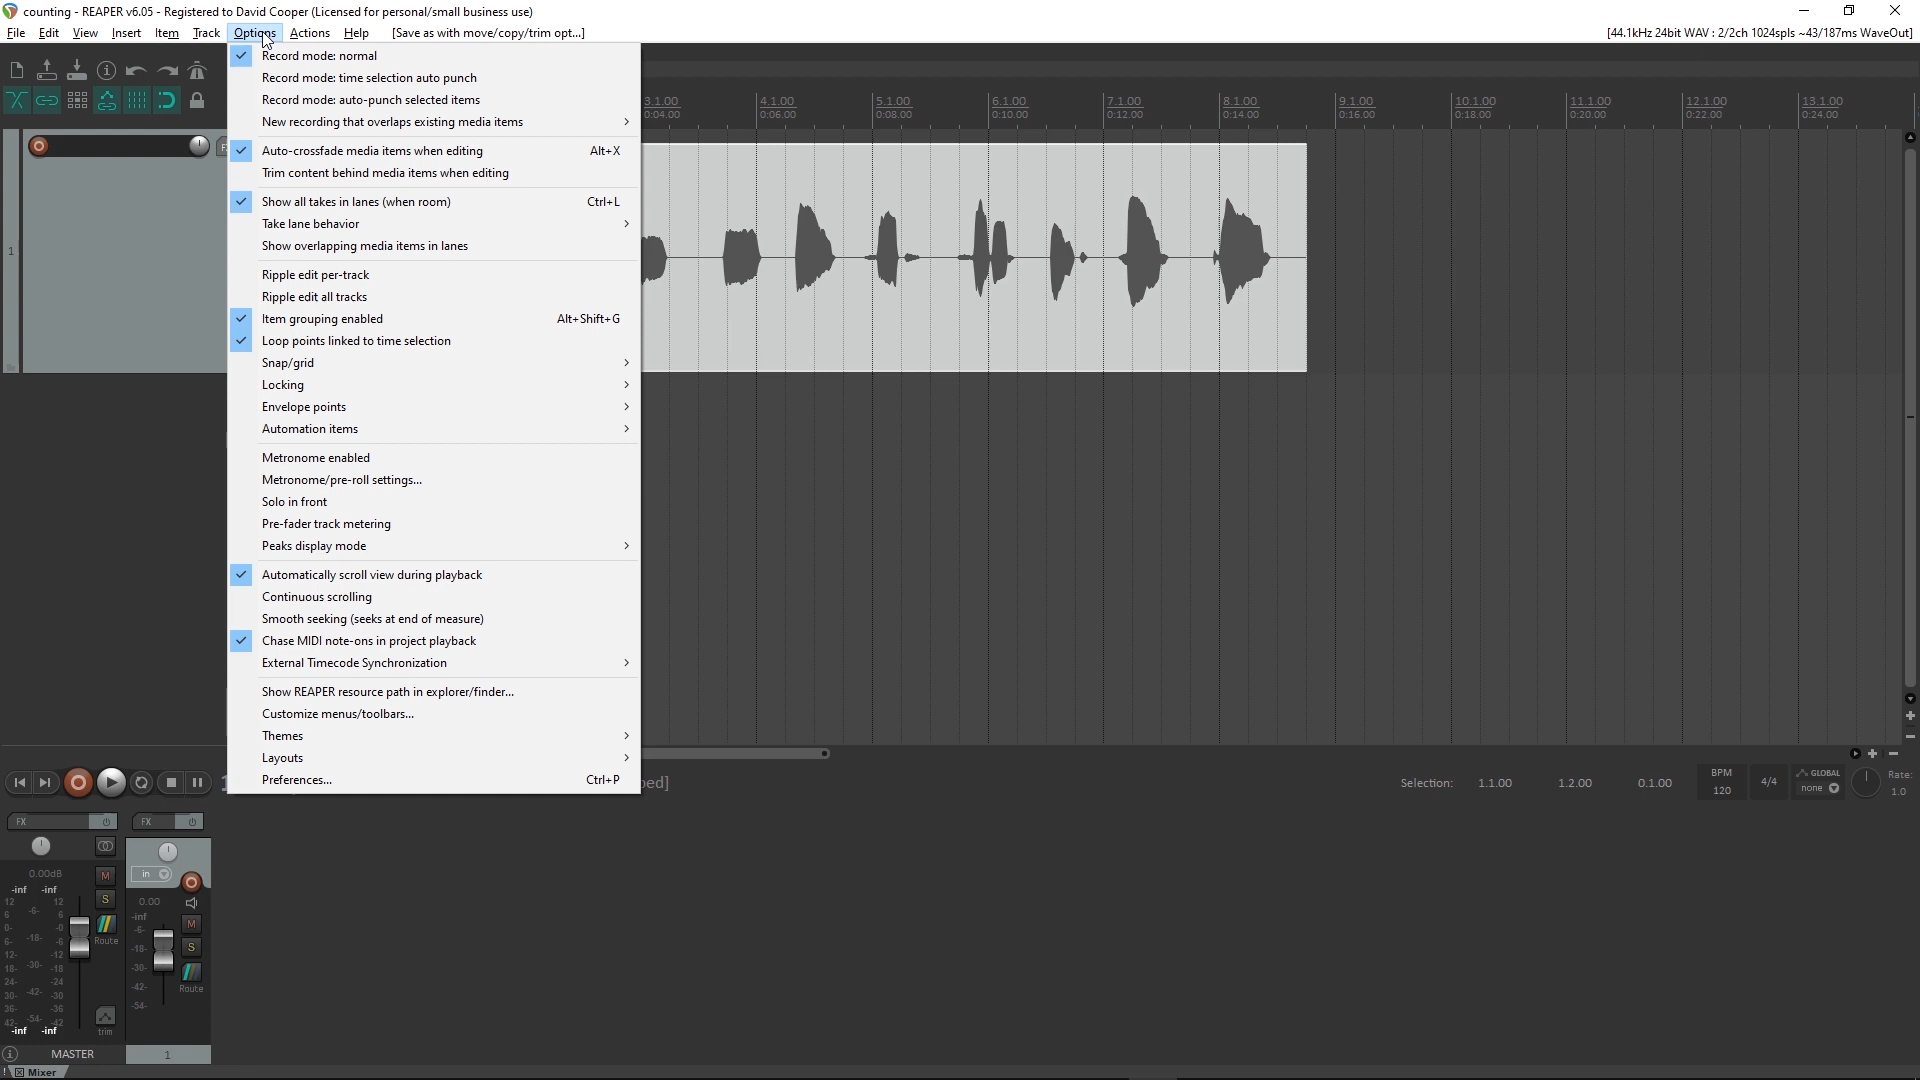 counting - REAPER v6.05 - Registered to David Cooper (Licensed for personal/small business use)
File Edit View Insert Item Track Options Actions Help [Save as with move/copy/trim opt...] [44.1kHz 24bit WAV : 2/2ch 1024spls ~43/187ms WaveOut]
Record mode: normal
Record mode: time selection auto punch
Record mode: auto-punch selected items
New recording that overlaps existing media items
Auto-crossfade media items when editing Alt+X
Trim content behind media items when editing
Show all takes in lanes (when room) Ctrl+L
Take lane behavior
Show overlapping media items in lanes
Ripple edit per-track
Ripple edit all tracks
Item grouping enabled Alt+Shift+G
Loop points linked to time selection
Snap/grid
Locking
Envelope points
Automation items
Metronome enabled
Metronome/pre-roll settings...
Solo in front
Pre-fader track metering
Peaks display mode
Automatically scroll view during playback
Continuous scrolling
Smooth seeking (seeks at end of measure)
Chase MIDI note-ons in project playback
External Timecode Synchronization
Show REAPER resource path in explorer/finder...
Customize menus/toolbars...
Themes
Layouts
Preferences... Ctrl+P
3.1.00 4.1.00 5.1.00 6.1.00 7.1.00 8.1.00 9.1.00 10.1.00 11.1.00 12.1.00 13.1.00
0:04.00 0:06.00 0:08.00 0:10.00 0:12.00 0:14.00 0:16.00 0:18.00 0:20.00 0:22.00 0:24.00
1
Selection: 1.1.00 1.2.00 0.1.00
BPM
120
4/4
GLOBAL
none
Rate:
1.0
FX FX
in
0.00dB
-inf -inf
M
S
Route
12 12
6 -6- 6
0- -0
6- -18- -6
12- -12
18- -30- -18
24- -24
30- -42- -30
36- -36
42 -54- -42
-inf -inf
trim
0.00
-inf
-6-
-18-
-30-
-42-
-54-
M
S
Route
MASTER 1
Mixer